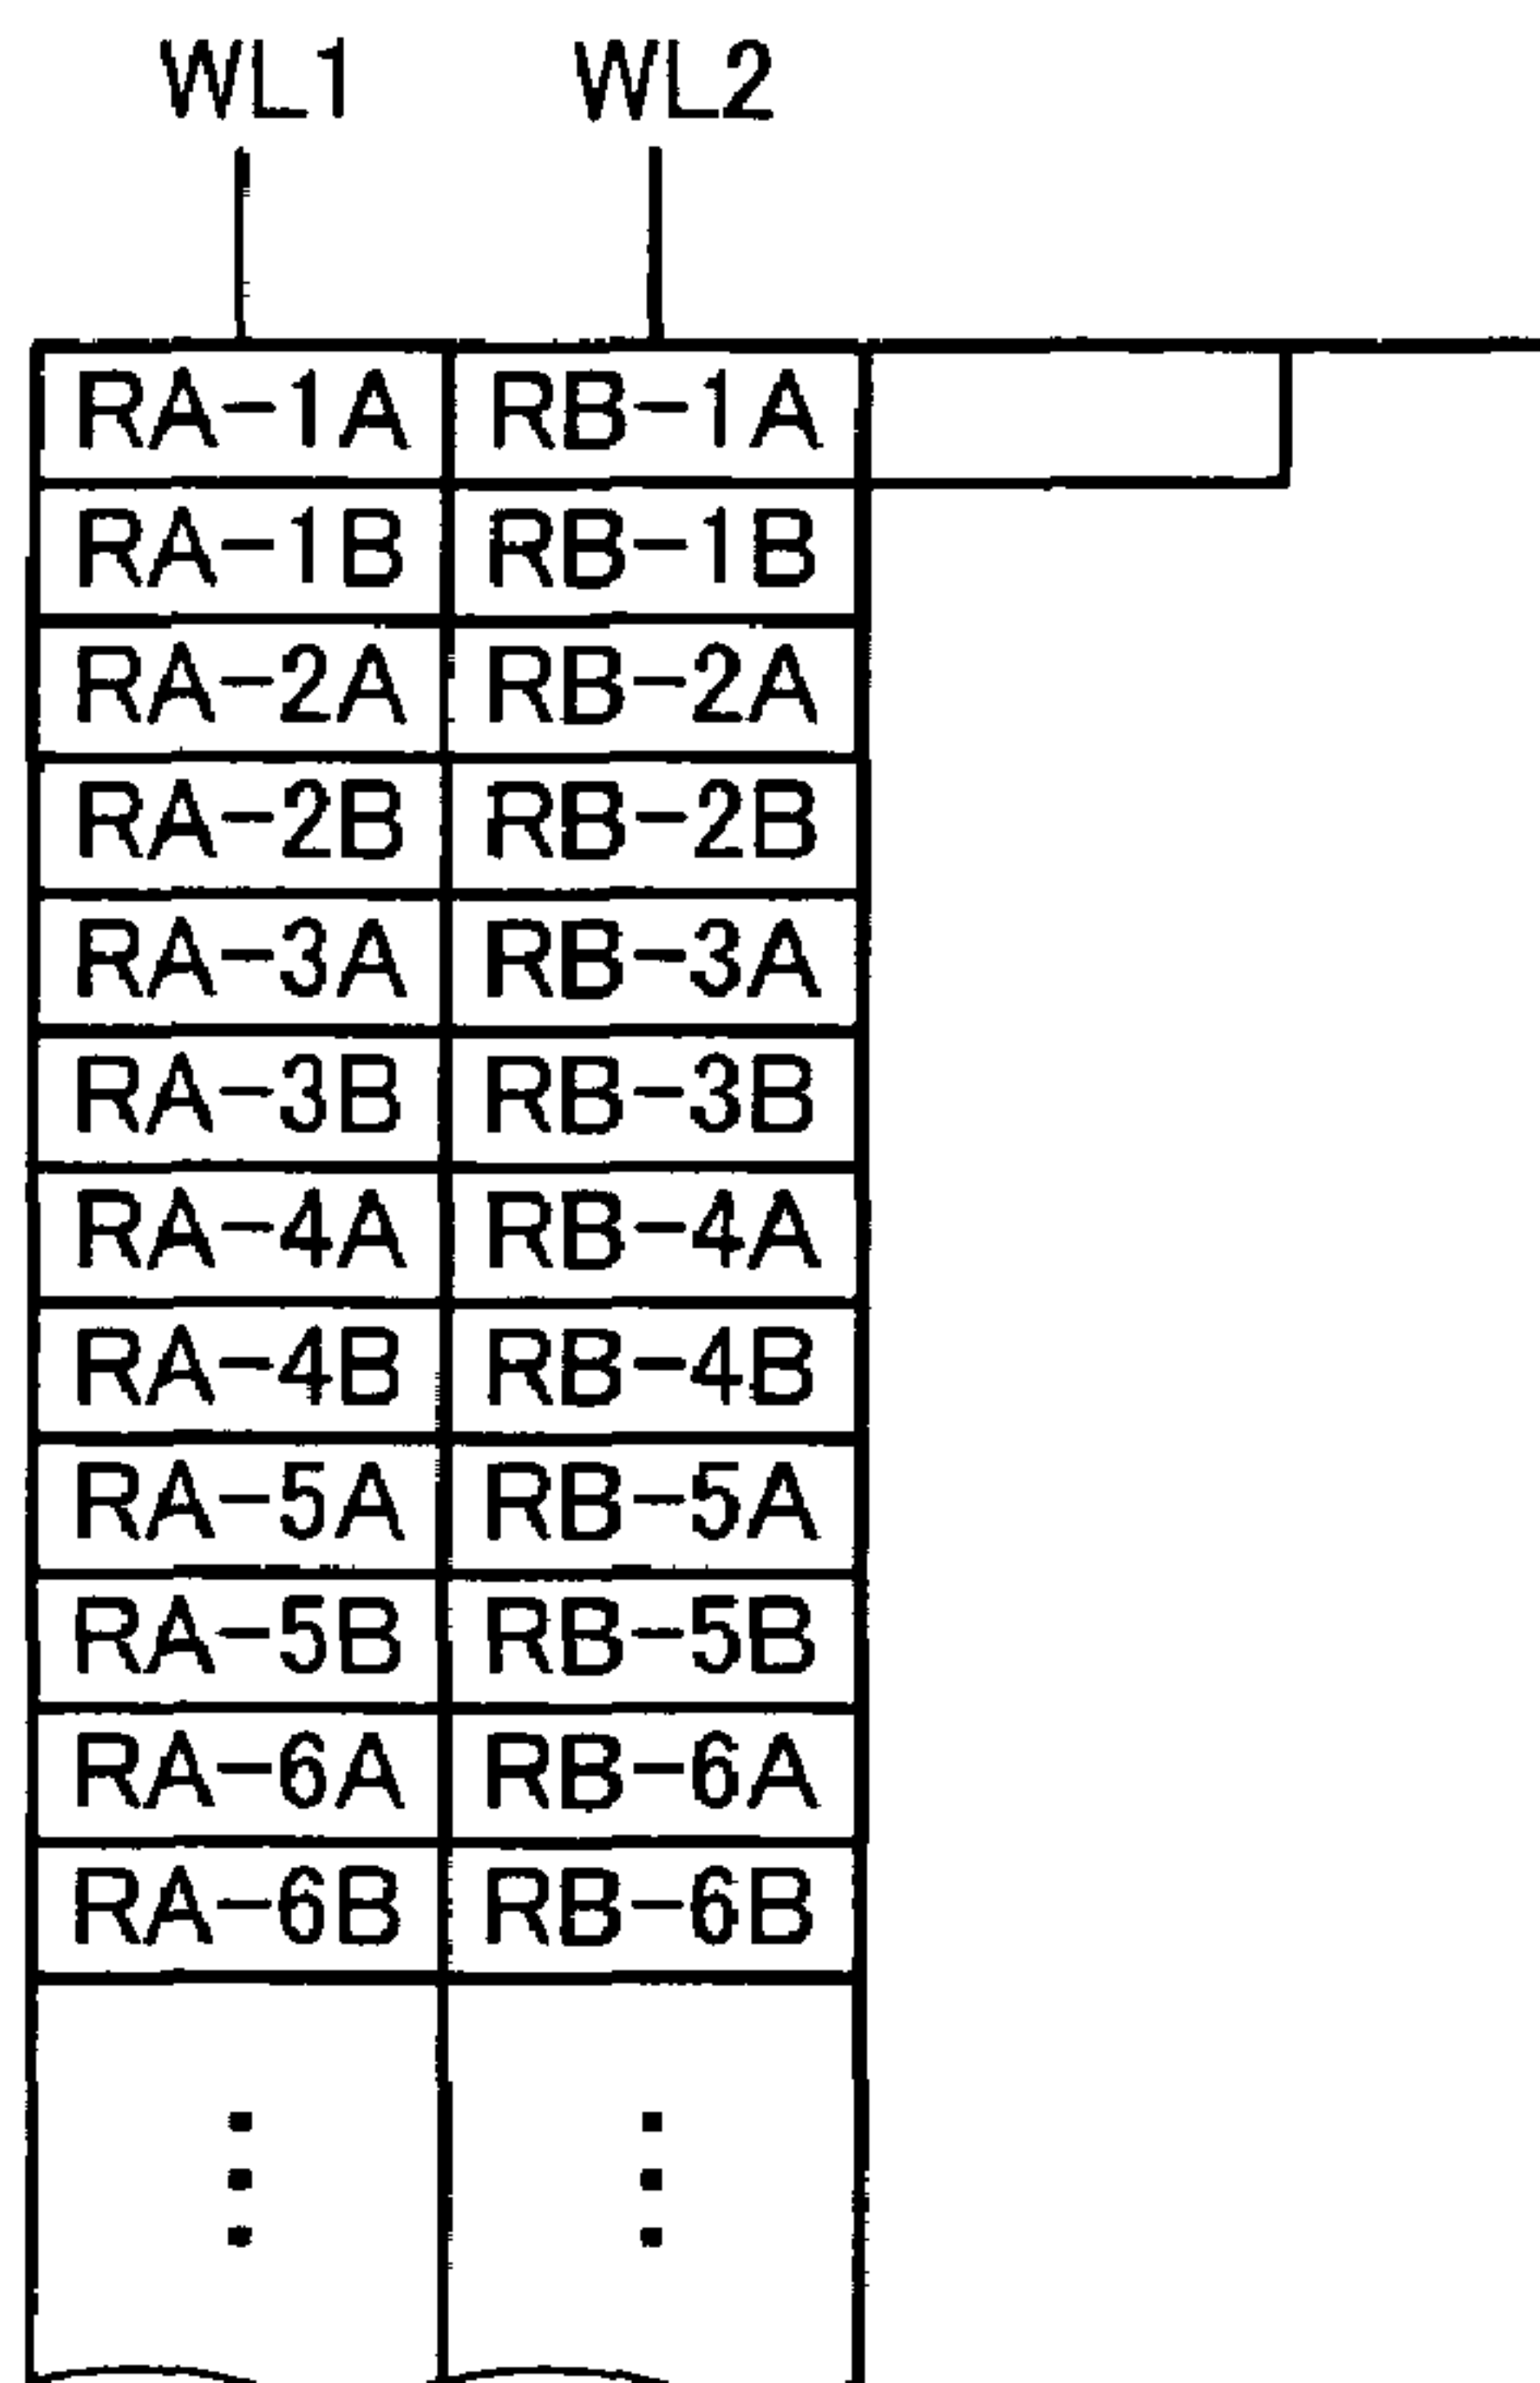 WL1 WL2
RA-1A RB-1A
RA-1B RB-1B
RA-2A RB-2A
RA-2B RB-2B
RA-3A RB-3A
RA-3B RB-3B
RA-4A RB-4A
RA-4B RB-4B
RA-5A RB-5A
RA-5B RB-5B
RA-6A RB-6A
RA-6B RB-6B